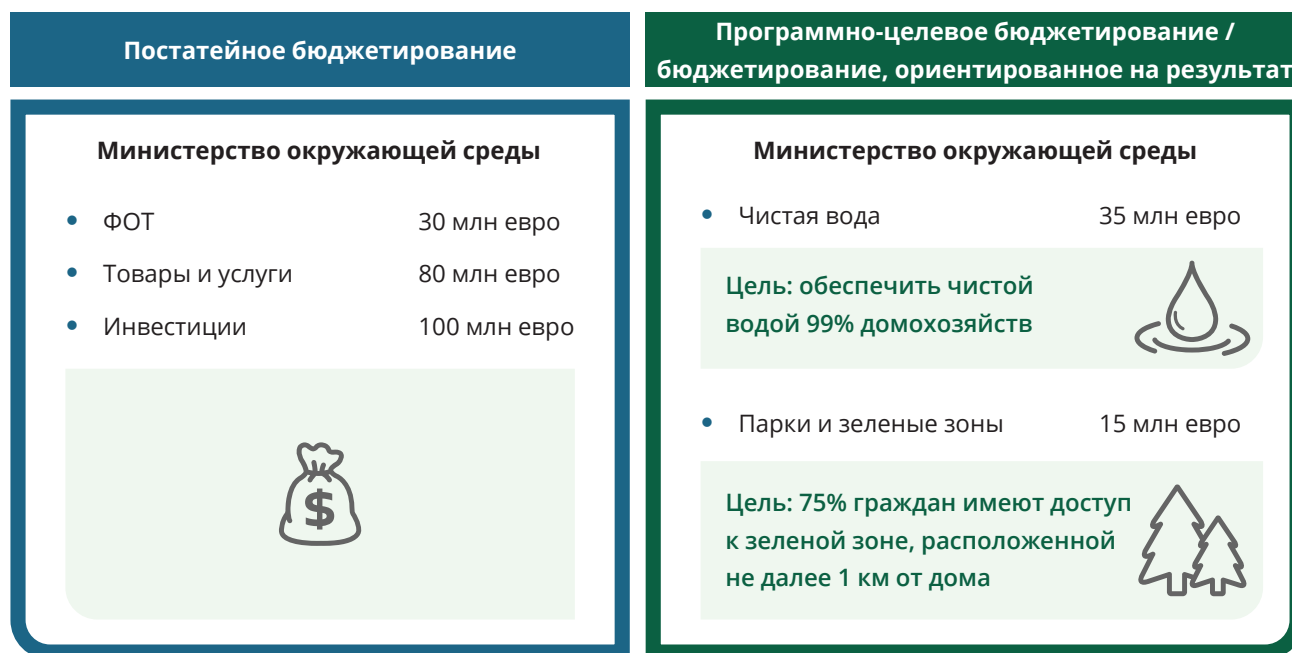 Постатейное бюджетирование
Министерство окружающей среды
ФОТ 30 млн евро
Товары и услуги 80 млн евро
Инвестиции 100 млн евро
$
Программно-целевое бюджетирование /
бюджетирование, ориентированное на результат
Министерство окружающей среды
Чистая вода 35 млн евро
Цель: обеспечить чистой
водой 99% домохозяйств
Парки и зеленые зоны 15 млн евро
Цель: 75% граждан имеют доступ
к зеленой зоне, расположенной
не далее 1 км от дома